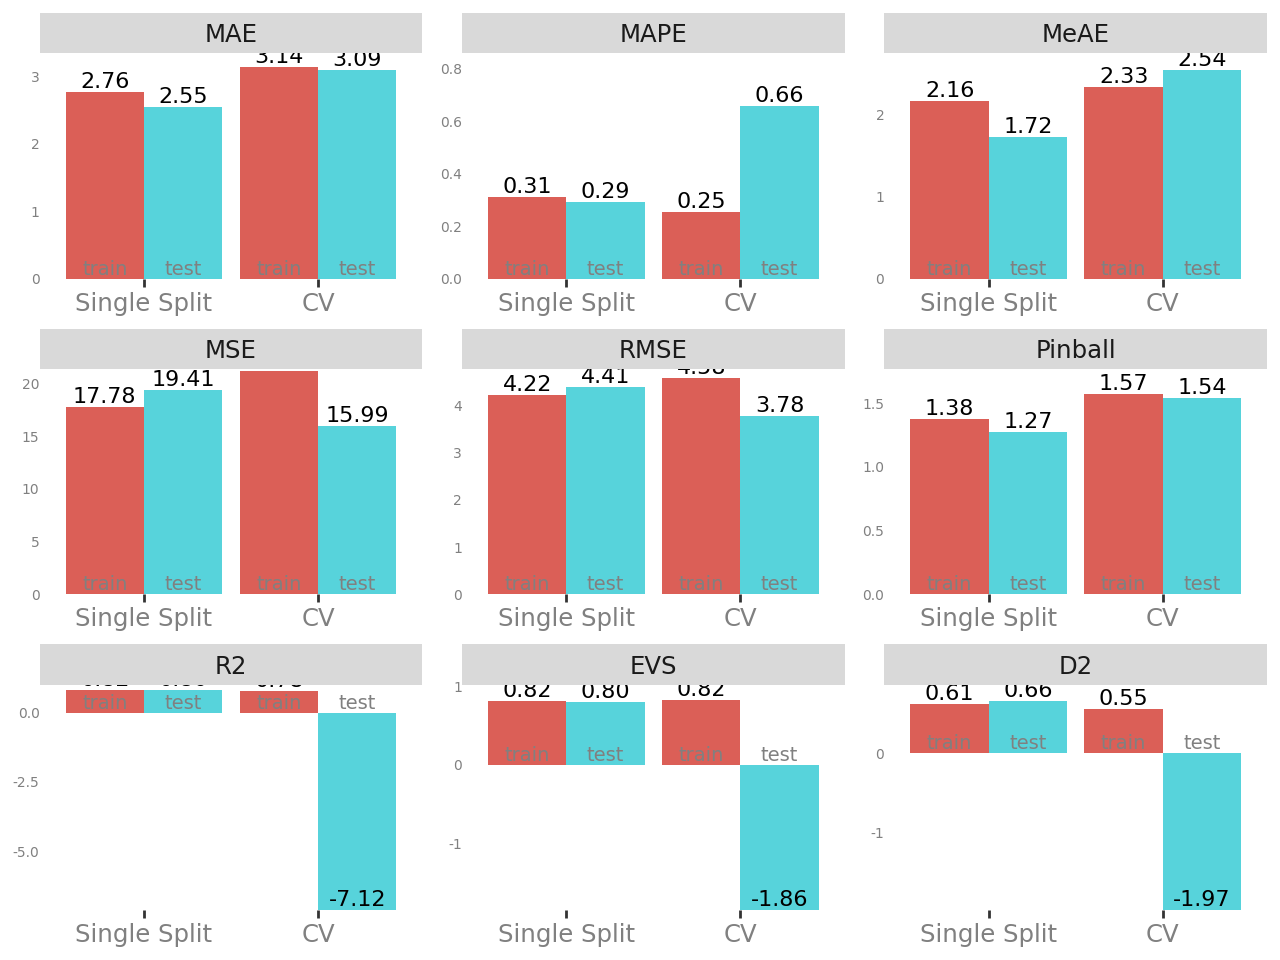 MAE
MAPE
MeAE
3
2
1
0
2.76
2.55
3.14
3.09
train
test
train
test
Single Split
CV
0.8
0.6
0.4
0.2
0.0
0.31
0.29
0.25
0.66
train
test
train
test
Single Split
CV
2
1
0
2.16
1.72
2.33
2.54
train
test
train
test
Single Split
CV
MSE
RMSE
Pinball
20
15
10
5
0
17.78
19.41
15.99
train
test
train
test
Single Split
CV
4
3
2
1
0
4.22
4.41
3.78
train
test
train
test
Single Split
CV
1.5
1.0
0.5
0.0
1.38
1.27
1.57
1.54
train
test
train
test
Single Split
CV
R2
EVS
D2
0.0
-2.5
-5.0
train
test
train
test
-7.12
Single Split
CV
1
0
-1
0.82
0.80
0.82
train
test
train
test
-1.86
Single Split
CV
0
-1
0.61
0.66
0.55
train
test
train
test
-1.97
Single Split
CV